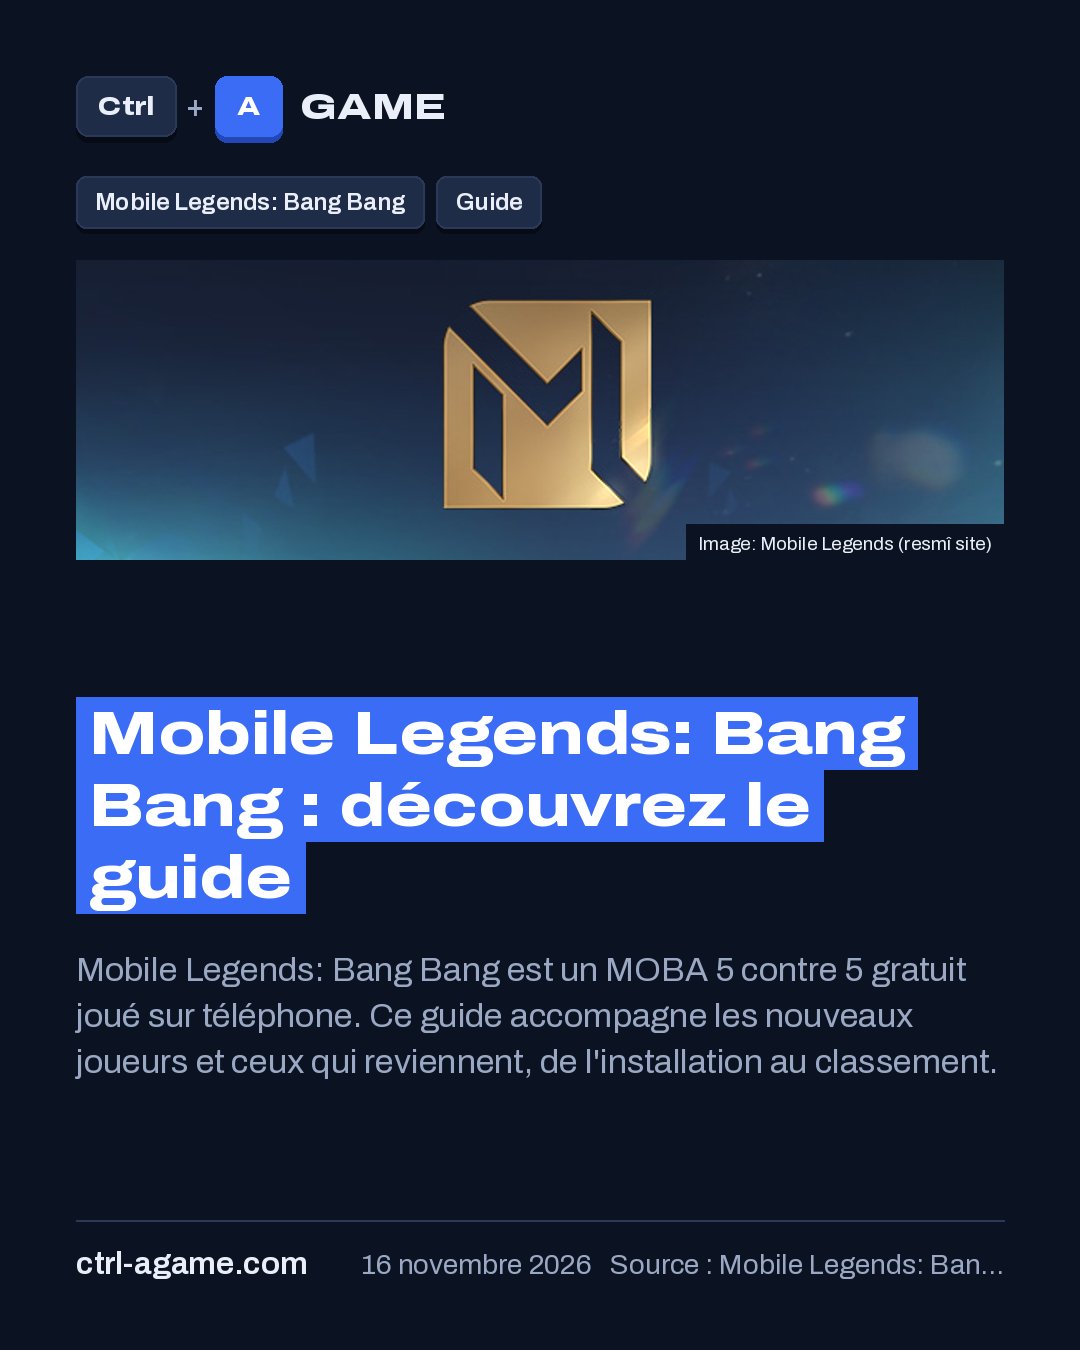 Ctrl + A GAME
Mobile Legends: Bang Bang Guide
Image: Mobile Legends (resmî site)
Mobile Legends: Bang
Bang : découvrez le
guide
Mobile Legends: Bang Bang est un MOBA 5 contre 5 gratuit
joué sur téléphone. Ce guide accompagne les nouveaux
joueurs et ceux qui reviennent, de l'installation au classement.
ctrl-agame.com 16 novembre 2026 Source : Mobile Legends: Ban...